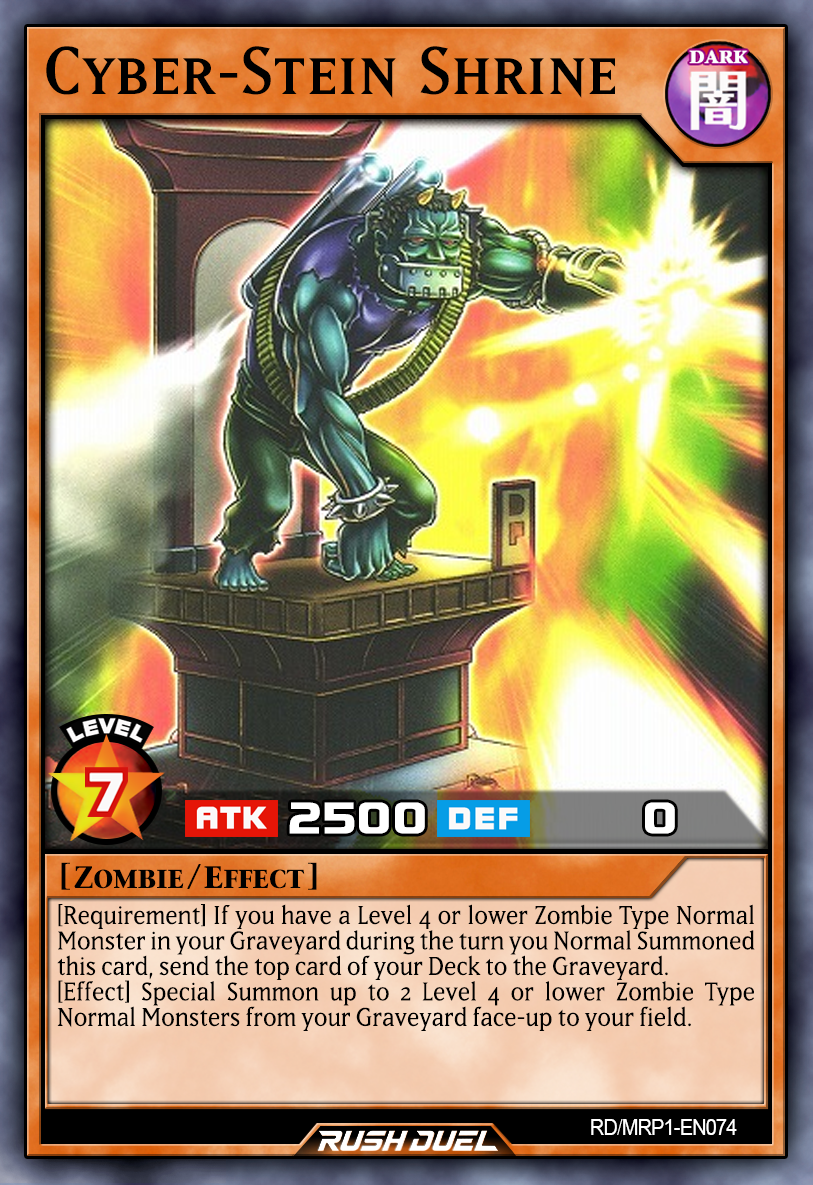 Cyber-Stein Shrine
DARK
闇
LEVEL
7
ATK 2500 DEF 0
[Zombie/Effect]
[Requirement] If you have a Level 4 or lower Zombie Type Normal
Monster in your Graveyard during the turn you Normal Summoned
this card, send the top card of your Deck to the Graveyard.
[Effect] Special Summon up to 2 Level 4 or lower Zombie Type
Normal Monsters from your Graveyard face-up to your field.
RD/MRP1-EN074
RUSH DUEL